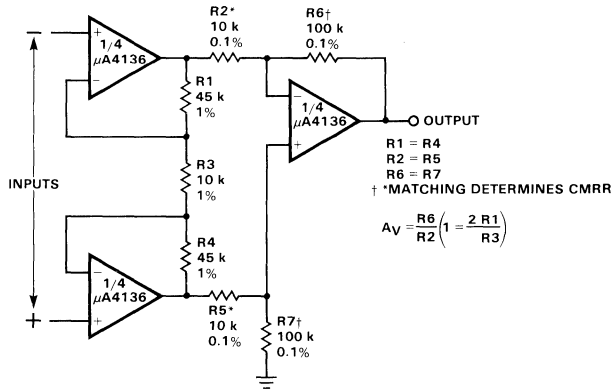 R2*
10 k
0.1%
R6†
100 k
0.1%
−
+
1/4
µA4136
−
R1
45 k
1%
−
1/4
µA4136
+
OUTPUT
R1 = R4
R2 = R5
R6 = R7
† *MATCHING DETERMINES CMRR
AV = R6/R2 (1 = 2 R1/R3)
R3
10 k
1%
INPUTS
R4
45 k
1%
−
1/4
µA4136
+
+
R5*
10 k
0.1%
R7†
100 k
0.1%